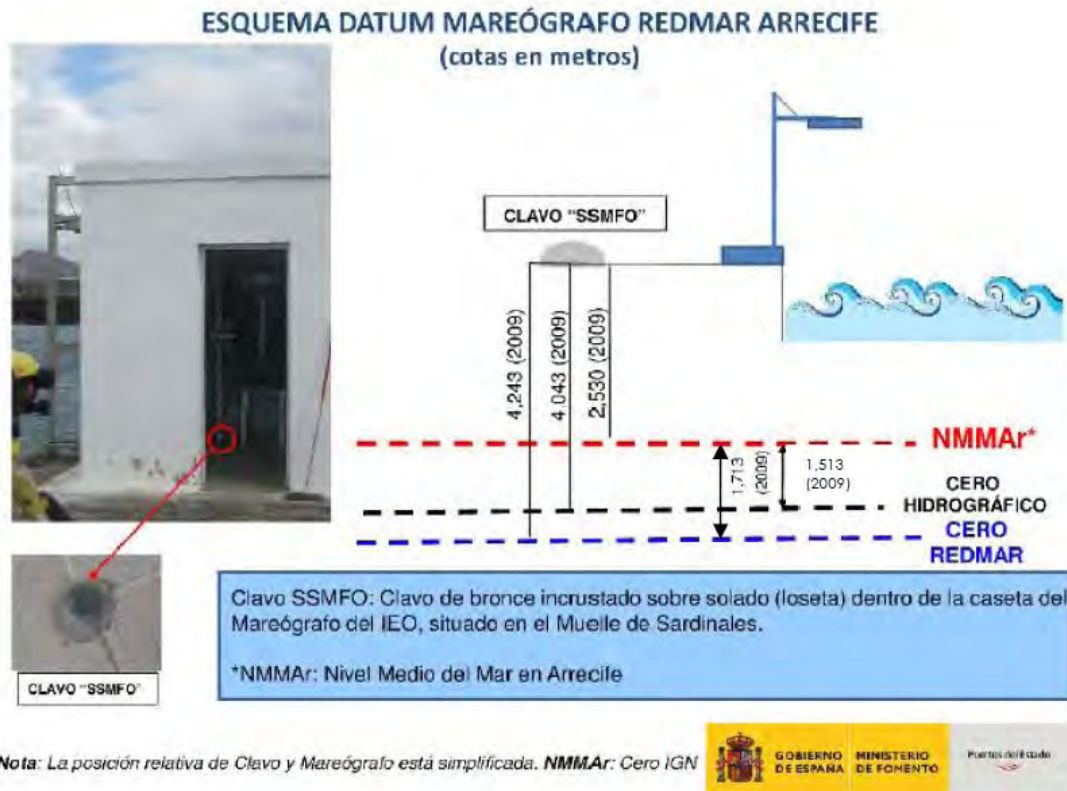 ESQUEMA DATUM MAREÓGRAFO REDMAR ARRECIFE
(cotas en metros)
CLAVO "SSMFO"
4,243 (2009)
4.043 (2009)
2,530 (2009)
NMMAr*
1,713
(2009)
1,513
(2009)
CERO
HIDROGRÁFICO
CERO
REDMAR
Clavo SSMFO: Clavo de bronce incrustado sobre solado (loseta) dentro de la caseta del
Mareógrafo del IEO, situado en el Muelle de Sardinales.
*NMMAr: Nivel Medio del Mar en Arrecife
CLAVO "SSMFO"
Nota: La posición relativa de Clavo y Mareógrafo está simplificada. NMMAr: Cero IGN
GOBIERNO
DE ESPAÑA
MINISTERIO
DE FOMENTO
Puertos del Estado